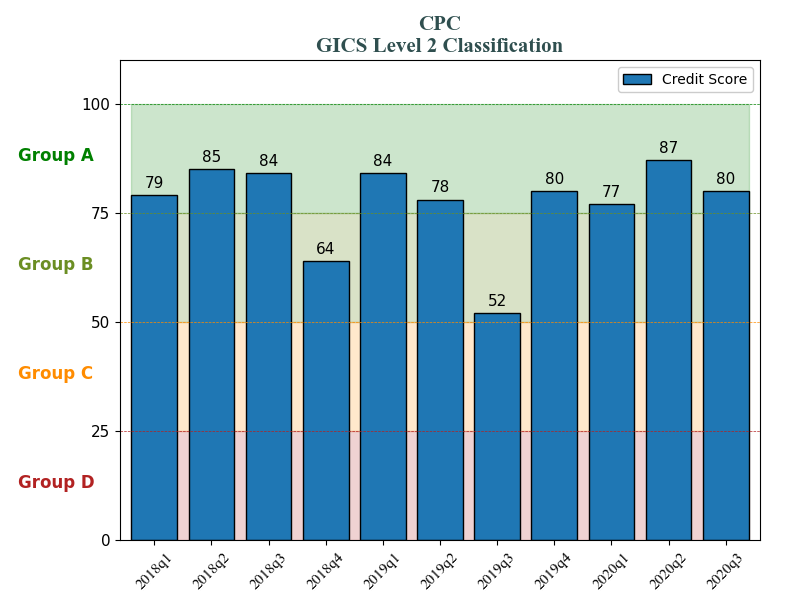 CPC
GICS Level 2 Classification
Credit Score
100
75
50
25
0
Group A
Group B
Group C
Group D
79
85
84
64
84
78
52
80
77
87
80
2018q1
2018q2
2018q3
2018q4
2019q1
2019q2
2019q3
2019q4
2020q1
2020q2
2020q3